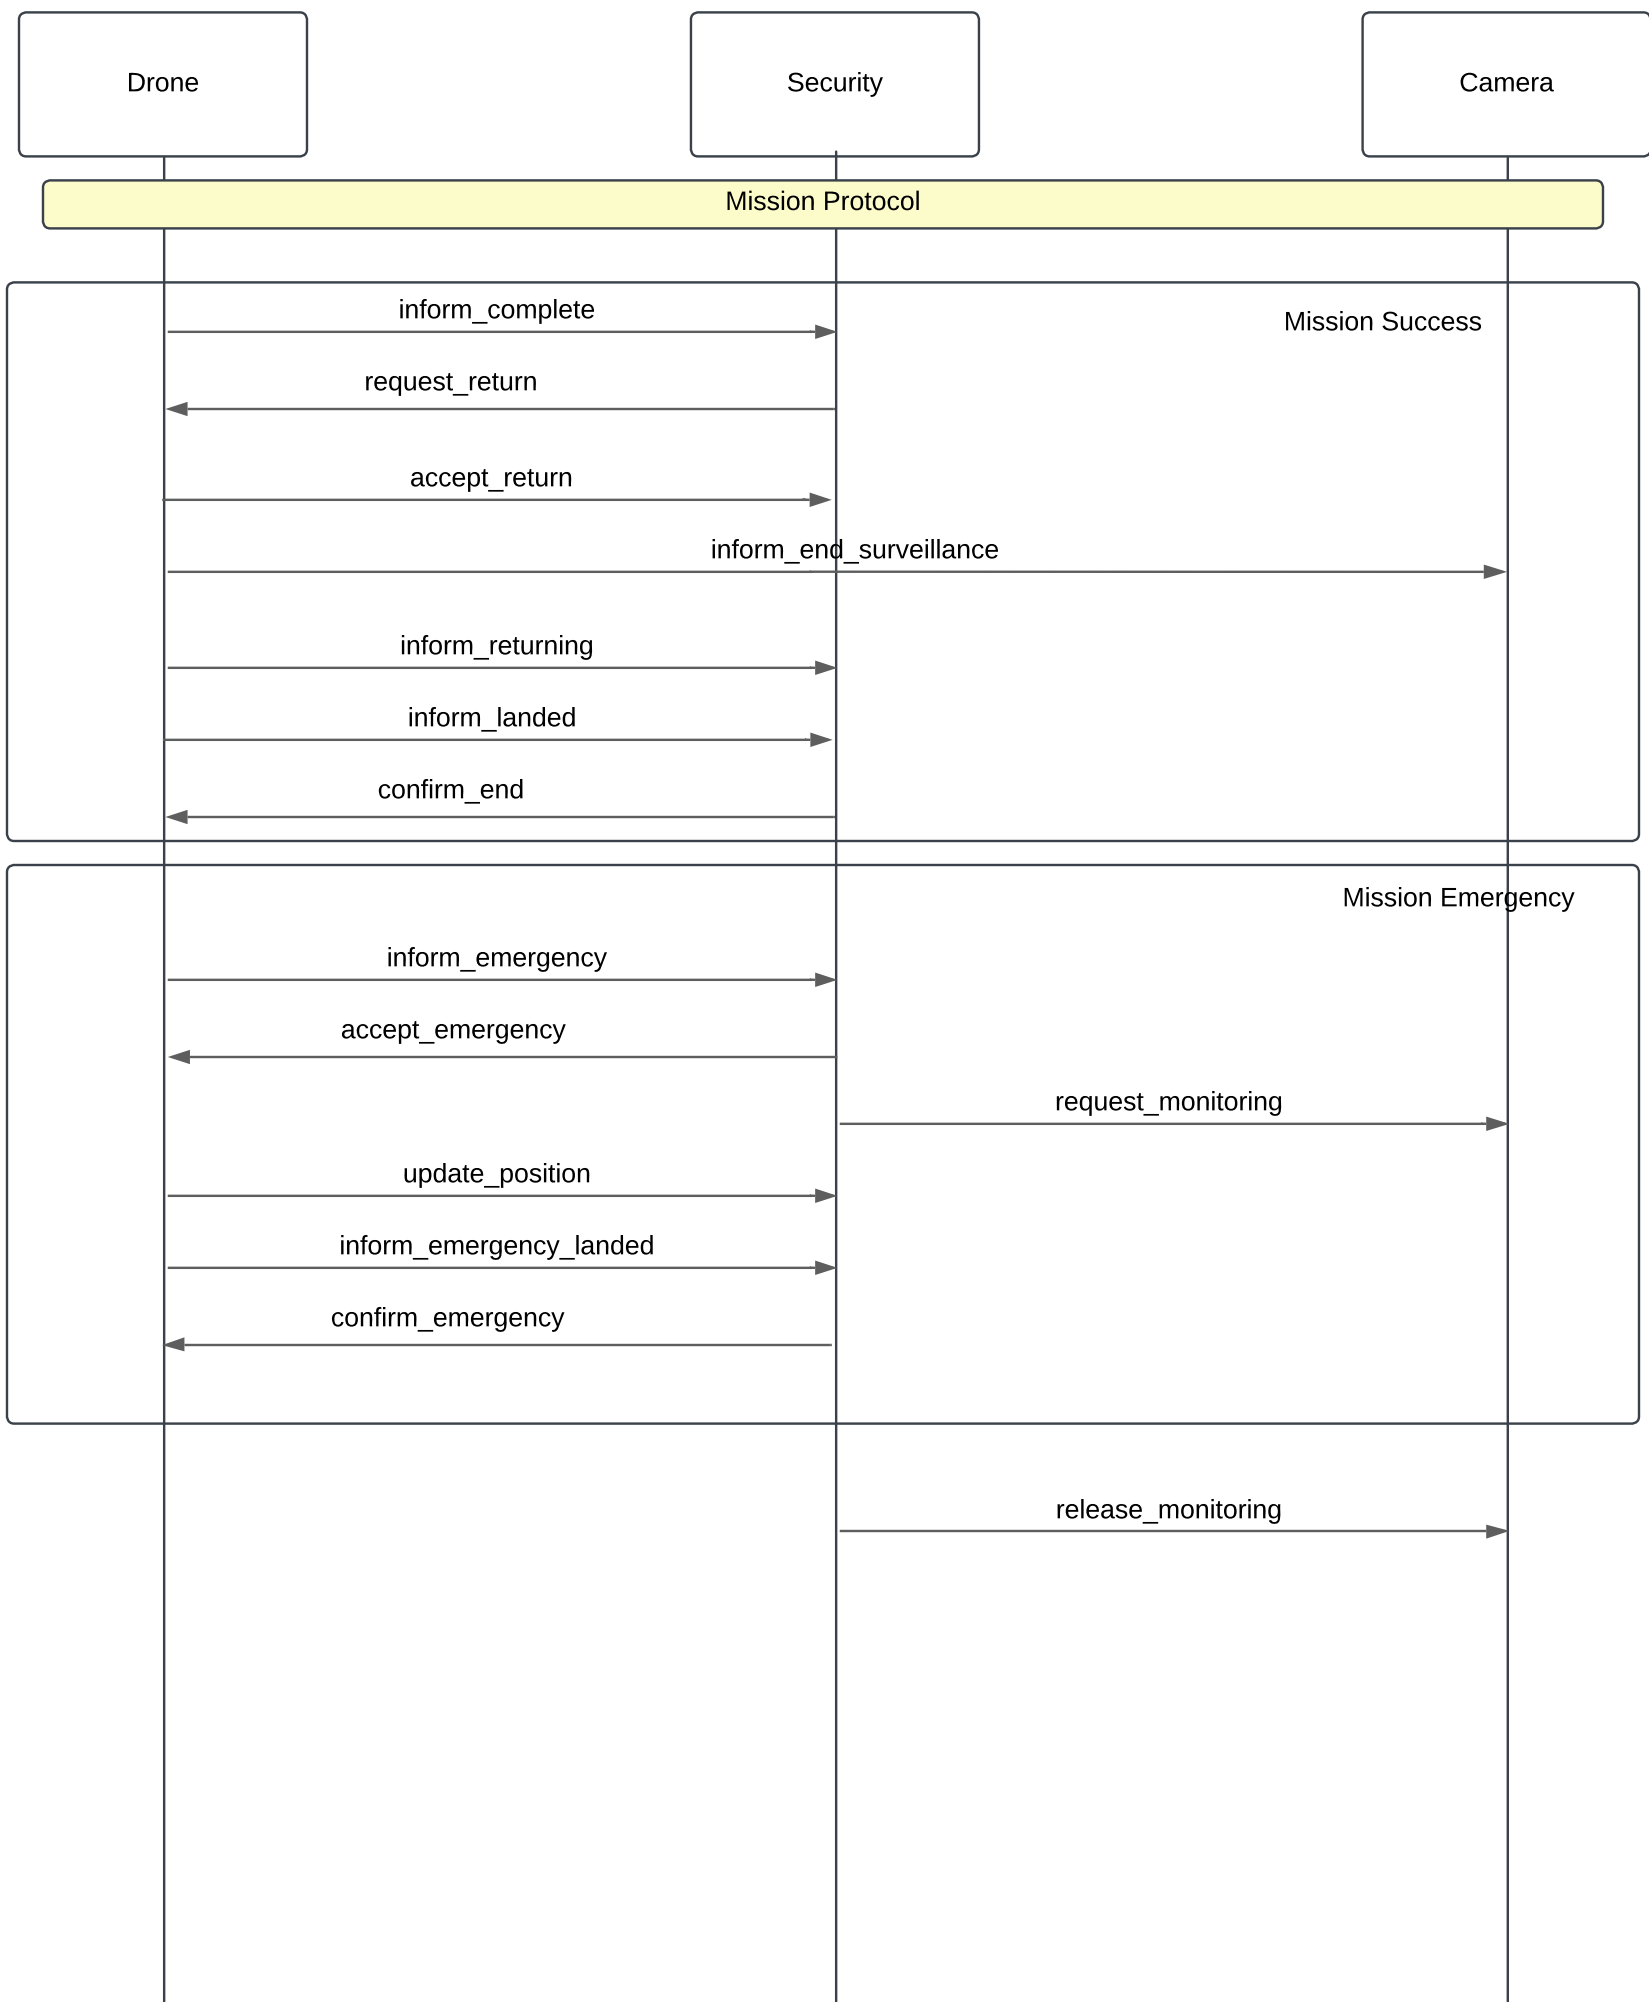 Drone
Security
Camera
Mission Protocol
inform_complete
Mission Success
request_return
accept_return
inform_end_surveillance
inform_returning
inform_landed
confirm_end
Mission Emergency
inform_emergency
accept_emergency
request_monitoring
update_position
inform_emergency_landed
confirm_emergency
release_monitoring